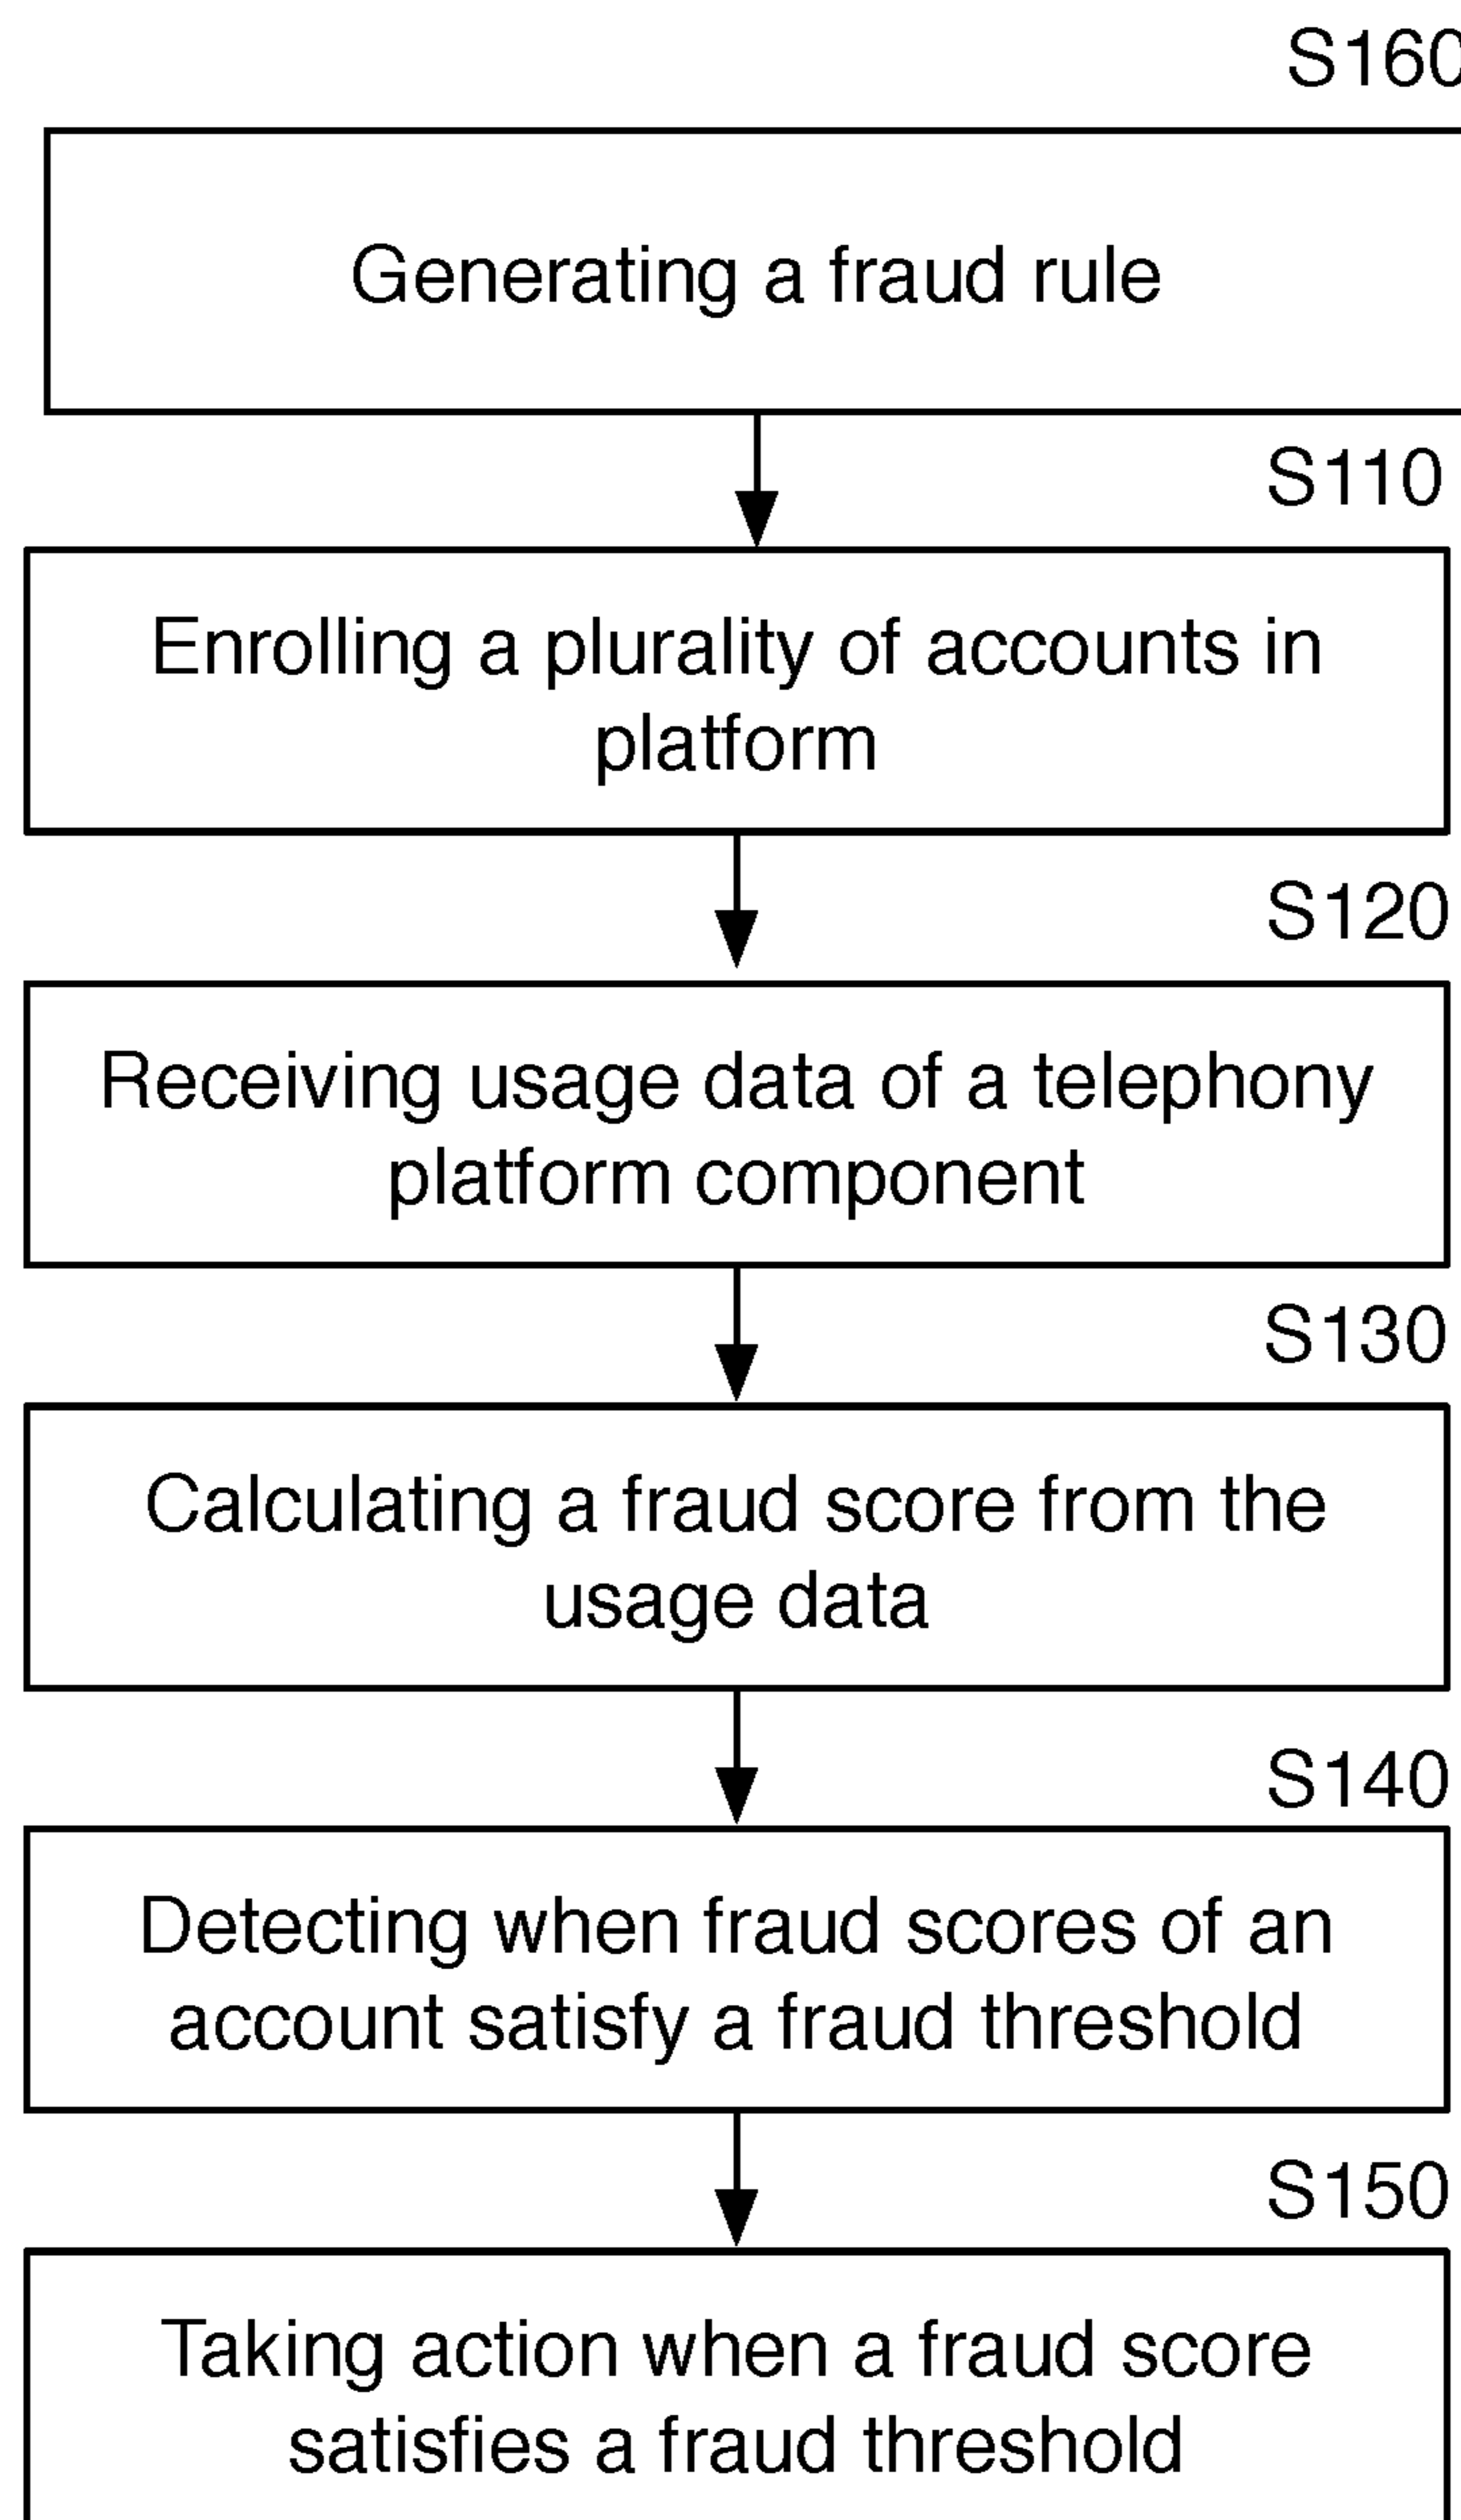 S160
Generating a fraud rule
S110
Enrolling a plurality of accounts in
platform
S120
Receiving usage data of a telephony
platform component
S130
Calculating a fraud score from the
usage data
S140
Detecting when fraud scores of an
account satisfy a fraud threshold
S150
Taking action when a fraud score
satisfies a fraud threshold